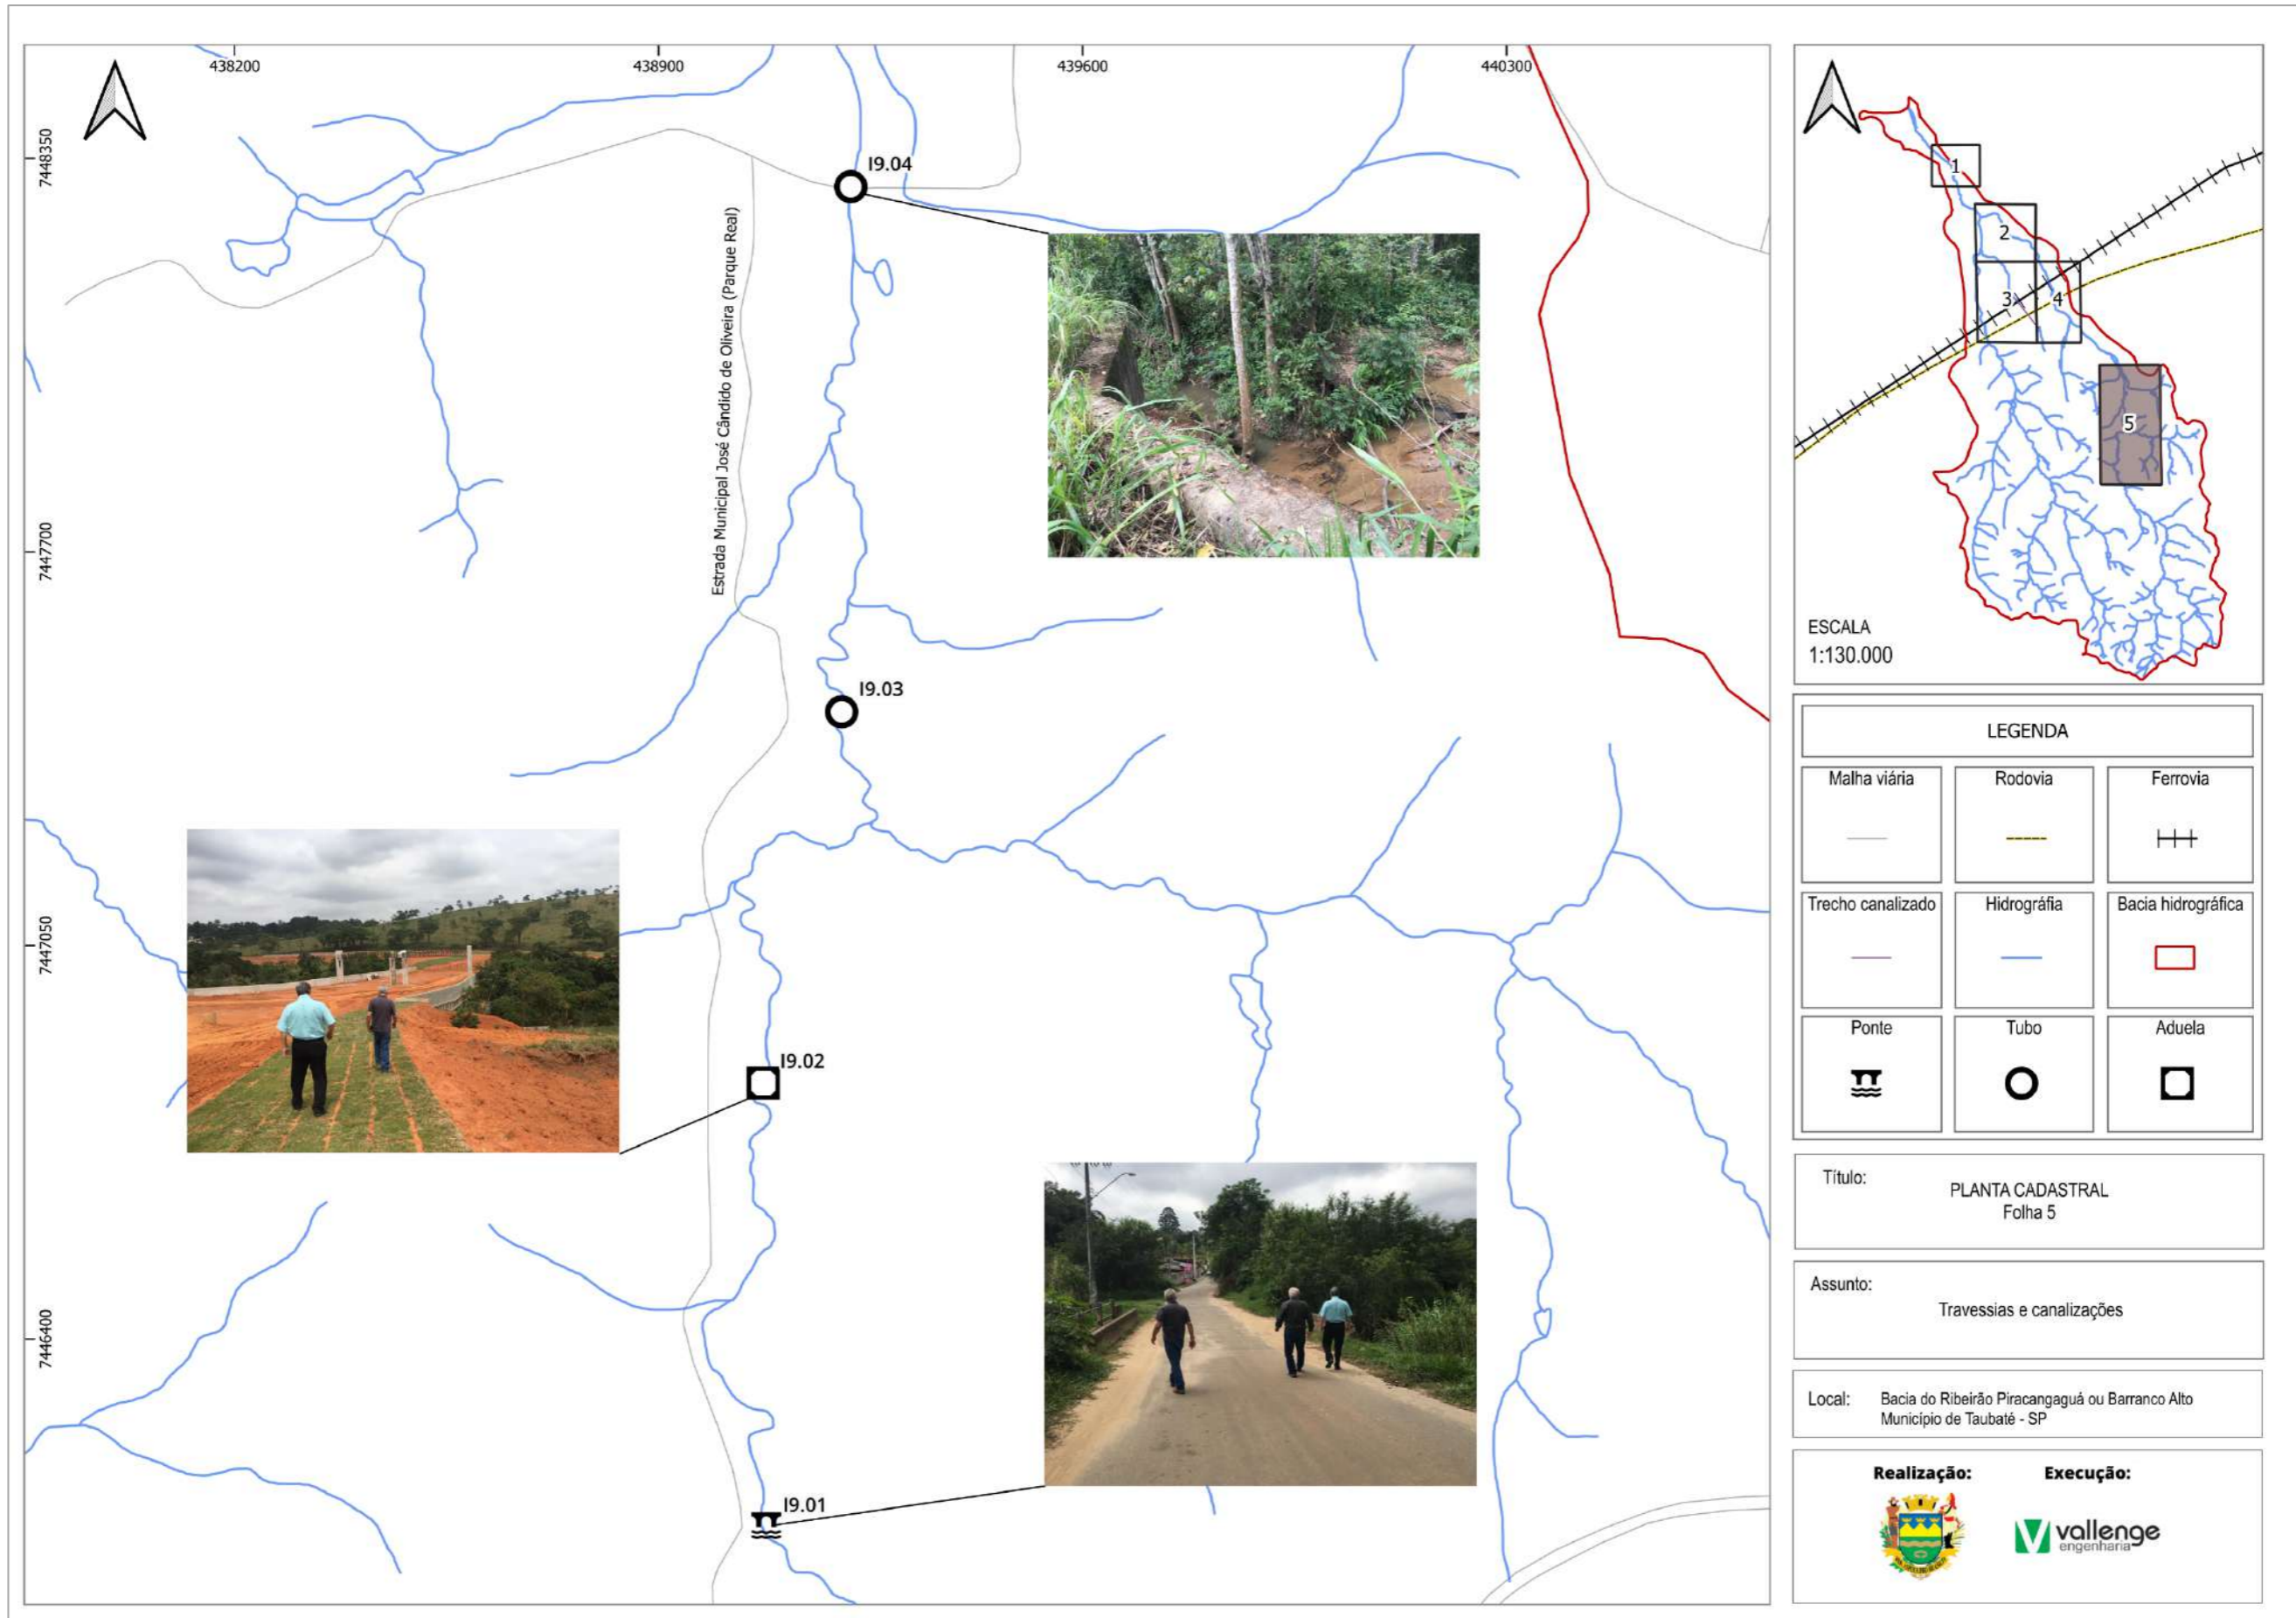 438200
438900
439600
440300
7448350
7447700
7447050
7446400
I9.04
Estrada Municipal José Cândido de Oliveira (Parque Real)
I9.03
I9.02
I9.01
1
2
3
4
5
ESCALA
1:130.000
LEGENDA
Malha viária
Rodovia
Ferrovia
Trecho canalizado
Hidrográfia
Bacia hidrográfica
Ponte
Tubo
Aduela
Título:
PLANTA CADASTRAL
Folha 5
Assunto:
Travessias e canalizações
Local:
Bacia do Ribeirão Piracangaguá ou Barranco Alto
Município de Taubaté - SP
Realização:
Execução:
vallenge
engenharia